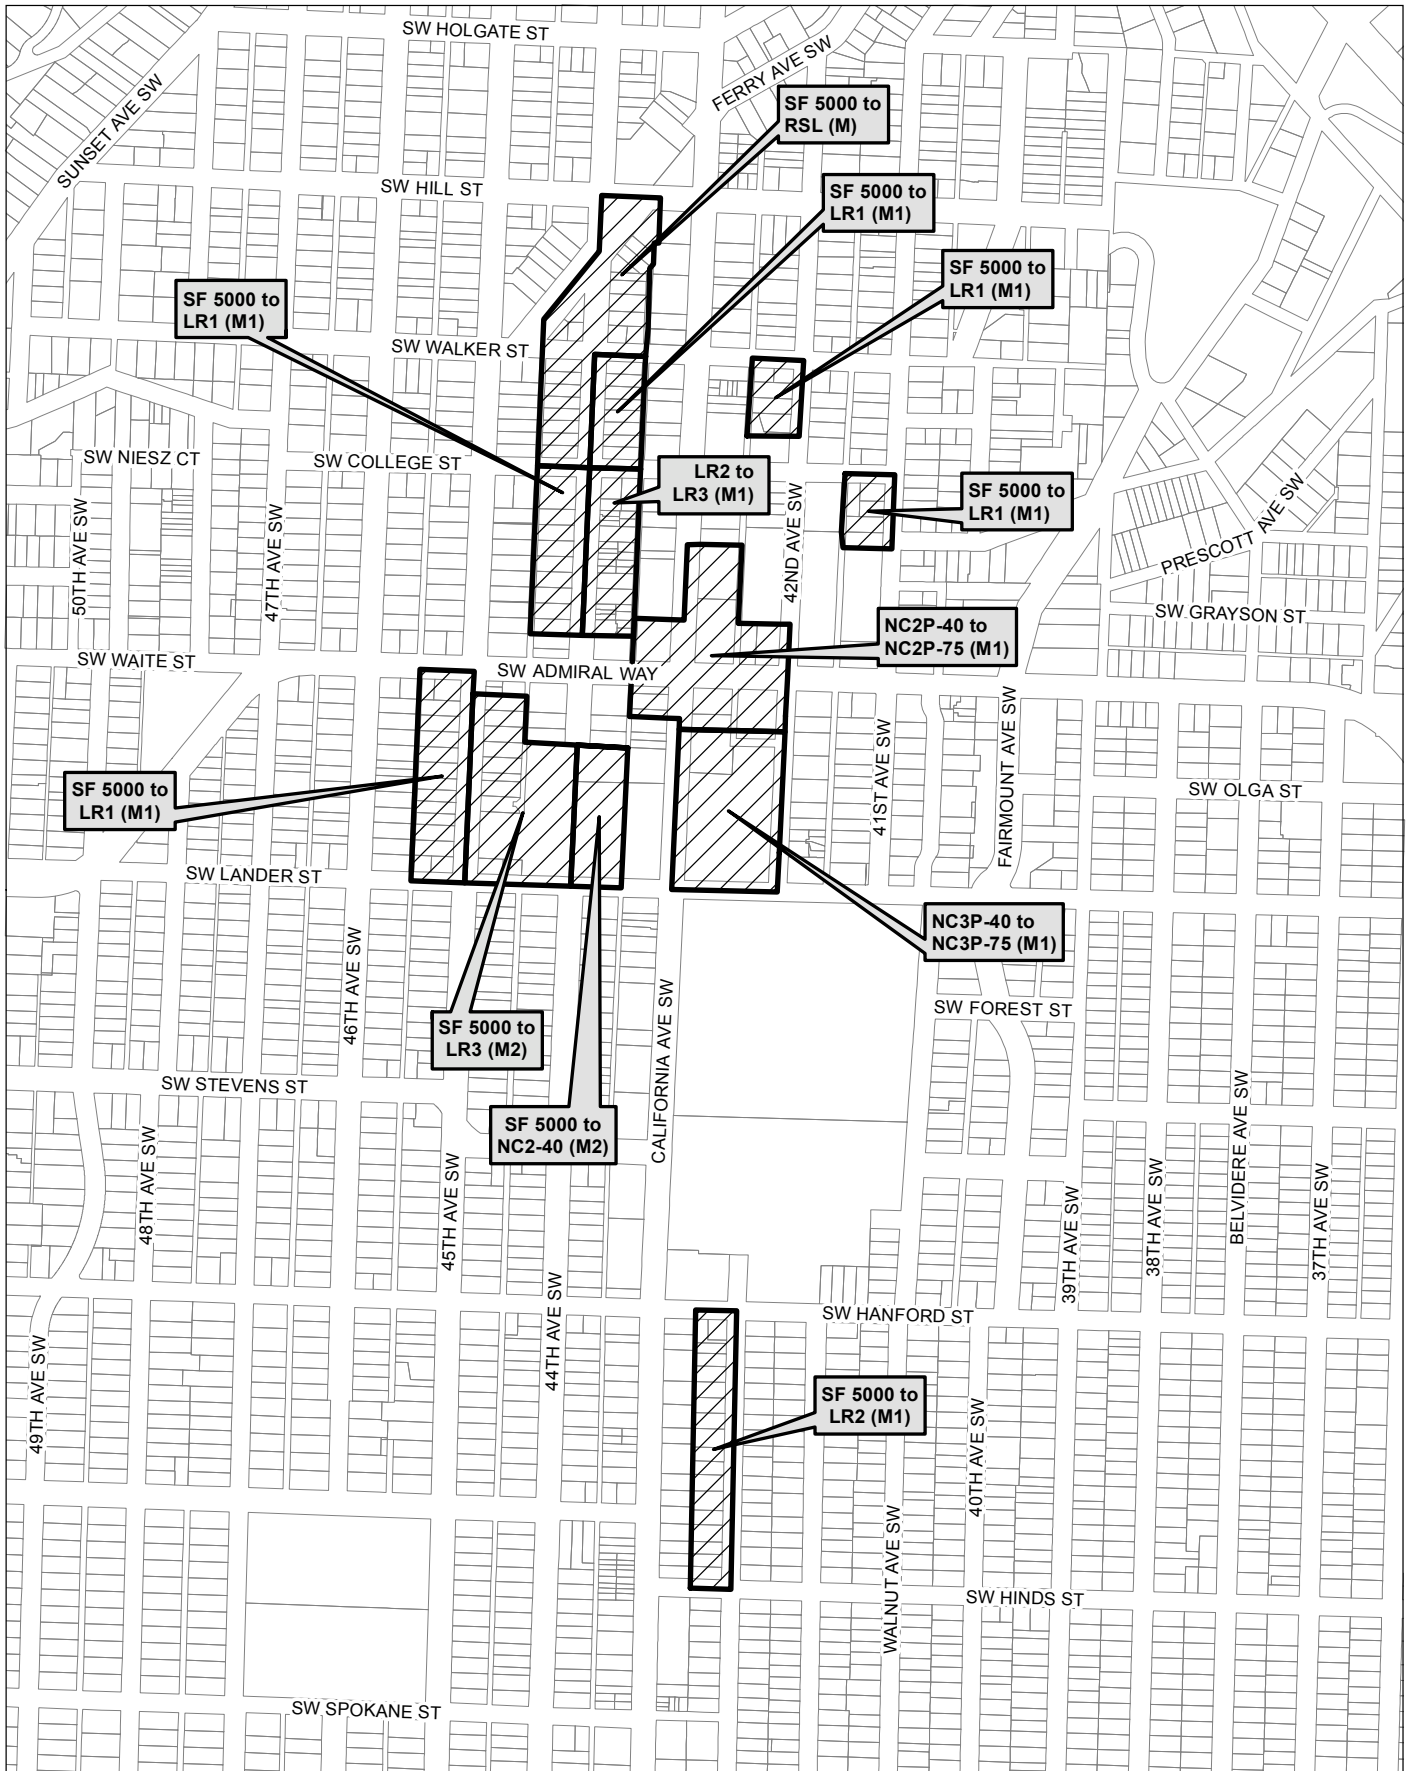 SW HOLGATE ST
FERRY AVE SW
SUNSET AVE SW
SF 5000 to
RSL (M)
SW HILL ST
SF 5000 to
LR1 (M1)
SF 5000 to
LR1 (M1)
SF 5000 to
LR1 (M1)
SW WALKER ST
SW NIESZ CT
SW COLLEGE ST
LR2 to
LR3 (M1)
SF 5000 to
LR1 (M1)
50TH AVE SW
47TH AVE SW
42ND AVE SW
PRESCOTT AVE SW
SW GRAYSON ST
NC2P-40 to
NC2P-75 (M1)
SW WAITE ST
SW ADMIRAL WAY
SF 5000 to
LR1 (M1)
41ST AVE SW
FAIRMOUNT AVE SW
SW OLGA ST
SW LANDER ST
NC3P-40 to
NC3P-75 (M1)
46TH AVE SW
CALIFORNIA AVE SW
SW FOREST ST
SF 5000 to
LR3 (M2)
SW STEVENS ST
SF 5000 to
NC2-40 (M2)
48TH AVE SW
45TH AVE SW
39TH AVE SW
38TH AVE SW
BELVIDERE AVE SW
37TH AVE SW
44TH AVE SW
SW HANFORD ST
49TH AVE SW
SF 5000 to
LR2 (M1)
40TH AVE SW
WALNUT AVE SW
SW HINDS ST
SW SPOKANE ST